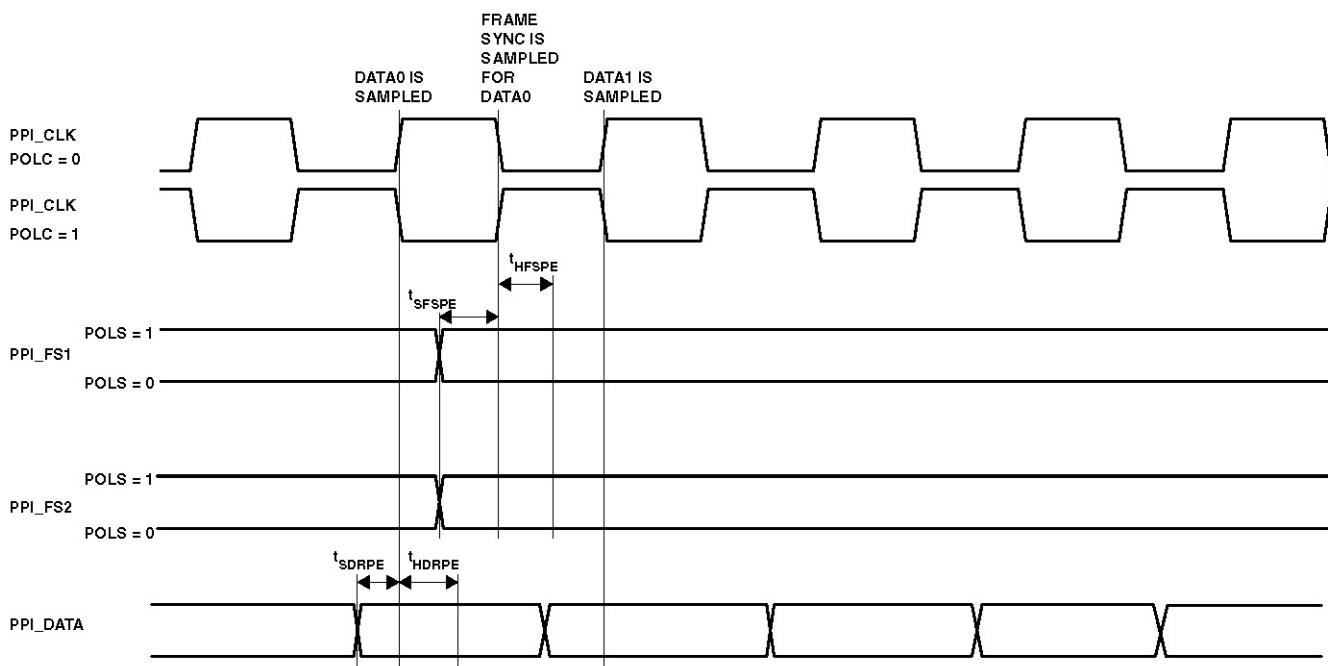 FRAME
SYNC IS
SAMPLED
FOR
DATA0
DATA0 IS
SAMPLED
DATA1 IS
SAMPLED
PPI_CLK
POLC = 0
PPI_CLK
POLC = 1
tHFSPE
tSFSPE
POLS = 1
PPI_FS1
POLS = 0
POLS = 1
PPI_FS2
POLS = 0
tSDRPE
tHDRPE
PPI_DATA